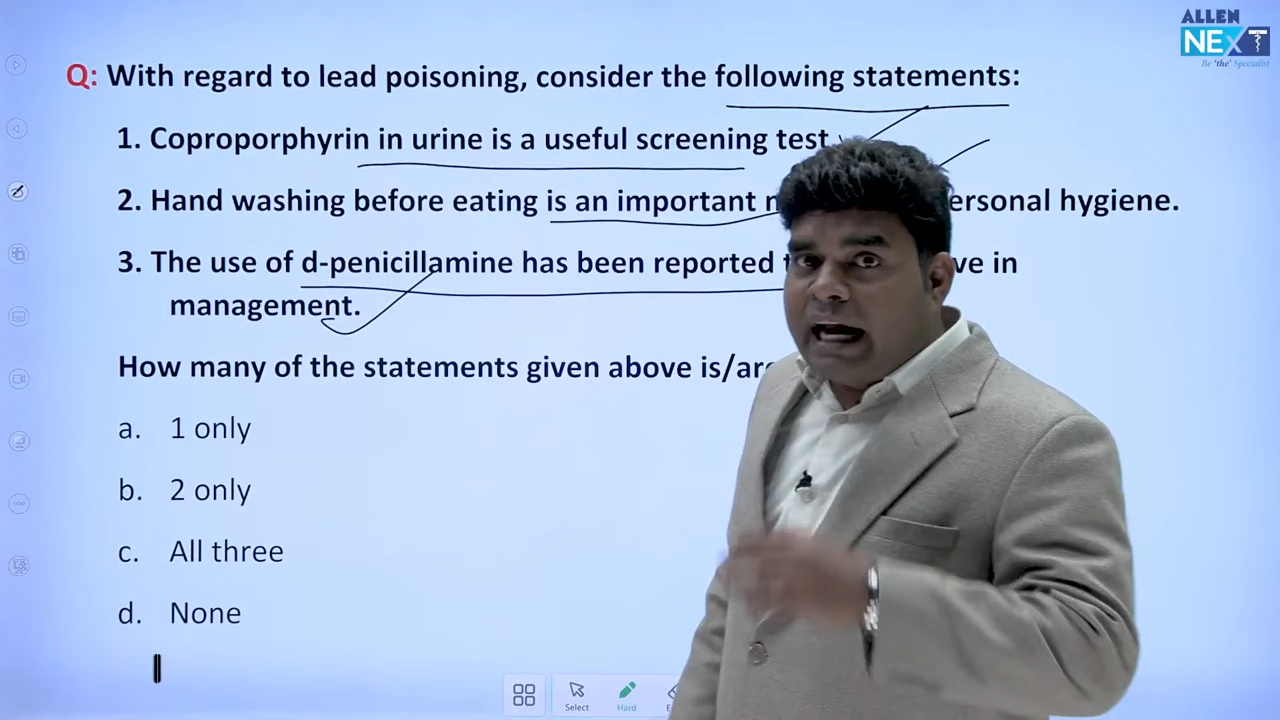 ALLEN
NEXT
Be 'the' Specialist
Q: With regard to lead poisoning, consider the following statements:
1. Coproporphyrin in urine is a useful screening test
2. Hand washing before eating is an important ersonal hygiene.
3. The use of d-penicillamine has been reported ve in
management.
How many of the statements given above is/are
a. 1 only
b. 2 only
c. All three
d. None
Select
Hard